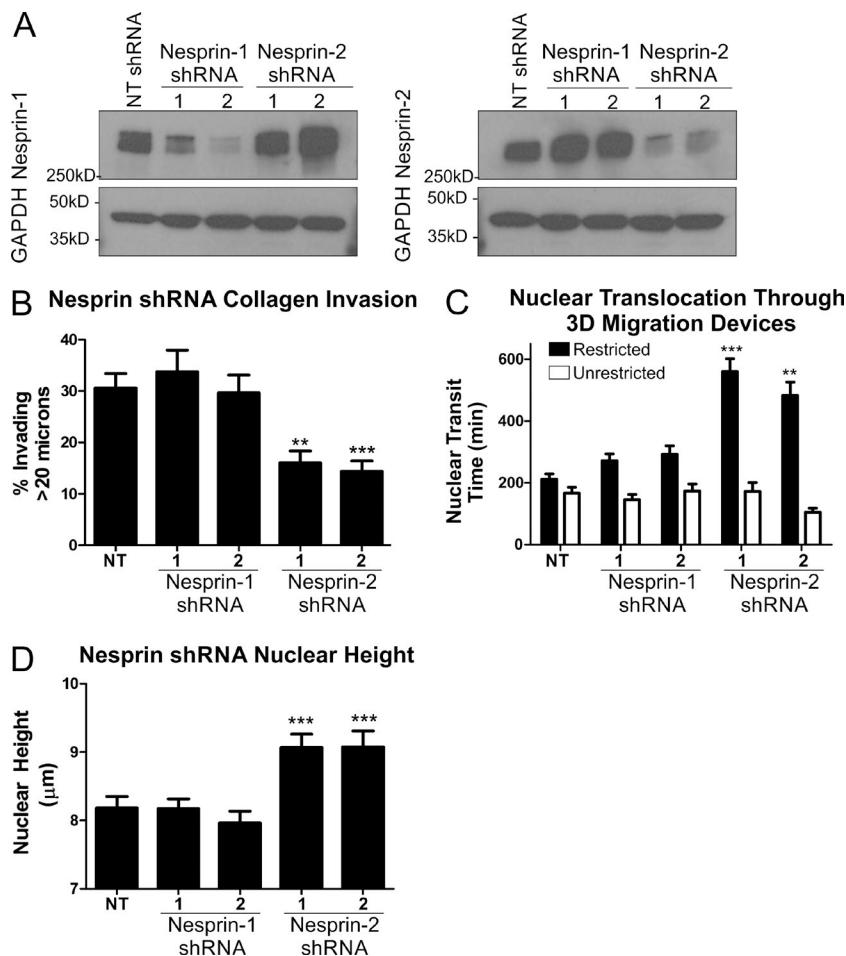 A
NT shRNA
Nesprin-1
shRNA
Nesprin-2
shRNA
1 2 1 2
Nesprin-1
250kD
GAPDH
50kD
35kD
NT shRNA
Nesprin-1
shRNA
Nesprin-2
shRNA
1 2 1 2
Nesprin-2
250kD
GAPDH
50kD
35kD
B
Nesprin shRNA Collagen Invasion
% Invading
>20 microns
40
30
20
10
0
** ***
NT 1 2 1 2
Nesprin-1
shRNA
Nesprin-2
shRNA
C
Nuclear Translocation Through
3D Migration Devices
Restricted
Unrestricted
Nuclear Transit
Time (min)
600
400
200
0
*** **
NT 1 2 1 2
Nesprin-1
shRNA
Nesprin-2
shRNA
D
Nesprin shRNA Nuclear Height
Nuclear Height
(μm)
10
9
8
7
*** ***
NT 1 2 1 2
Nesprin-1
shRNA
Nesprin-2
shRNA